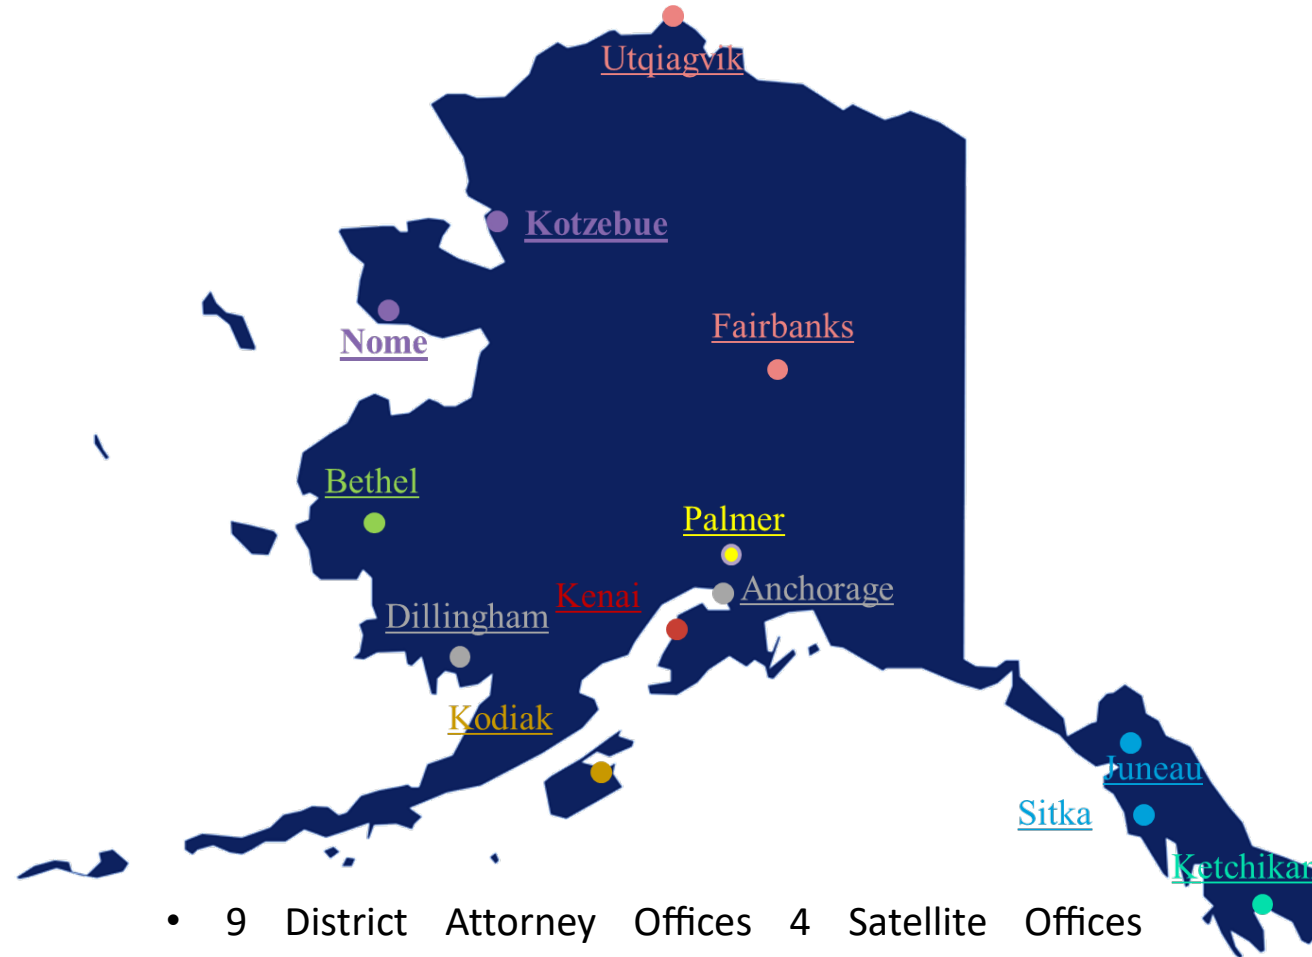 Utqiagvik
Kotzebue
Fairbanks
Nome
Bethel
Palmer
Kenai
Anchorage
Dillingham
Kodiak
Juneau
Sitka
Ketchikan
• 9 District Attorney Offices 4 Satellite Offices